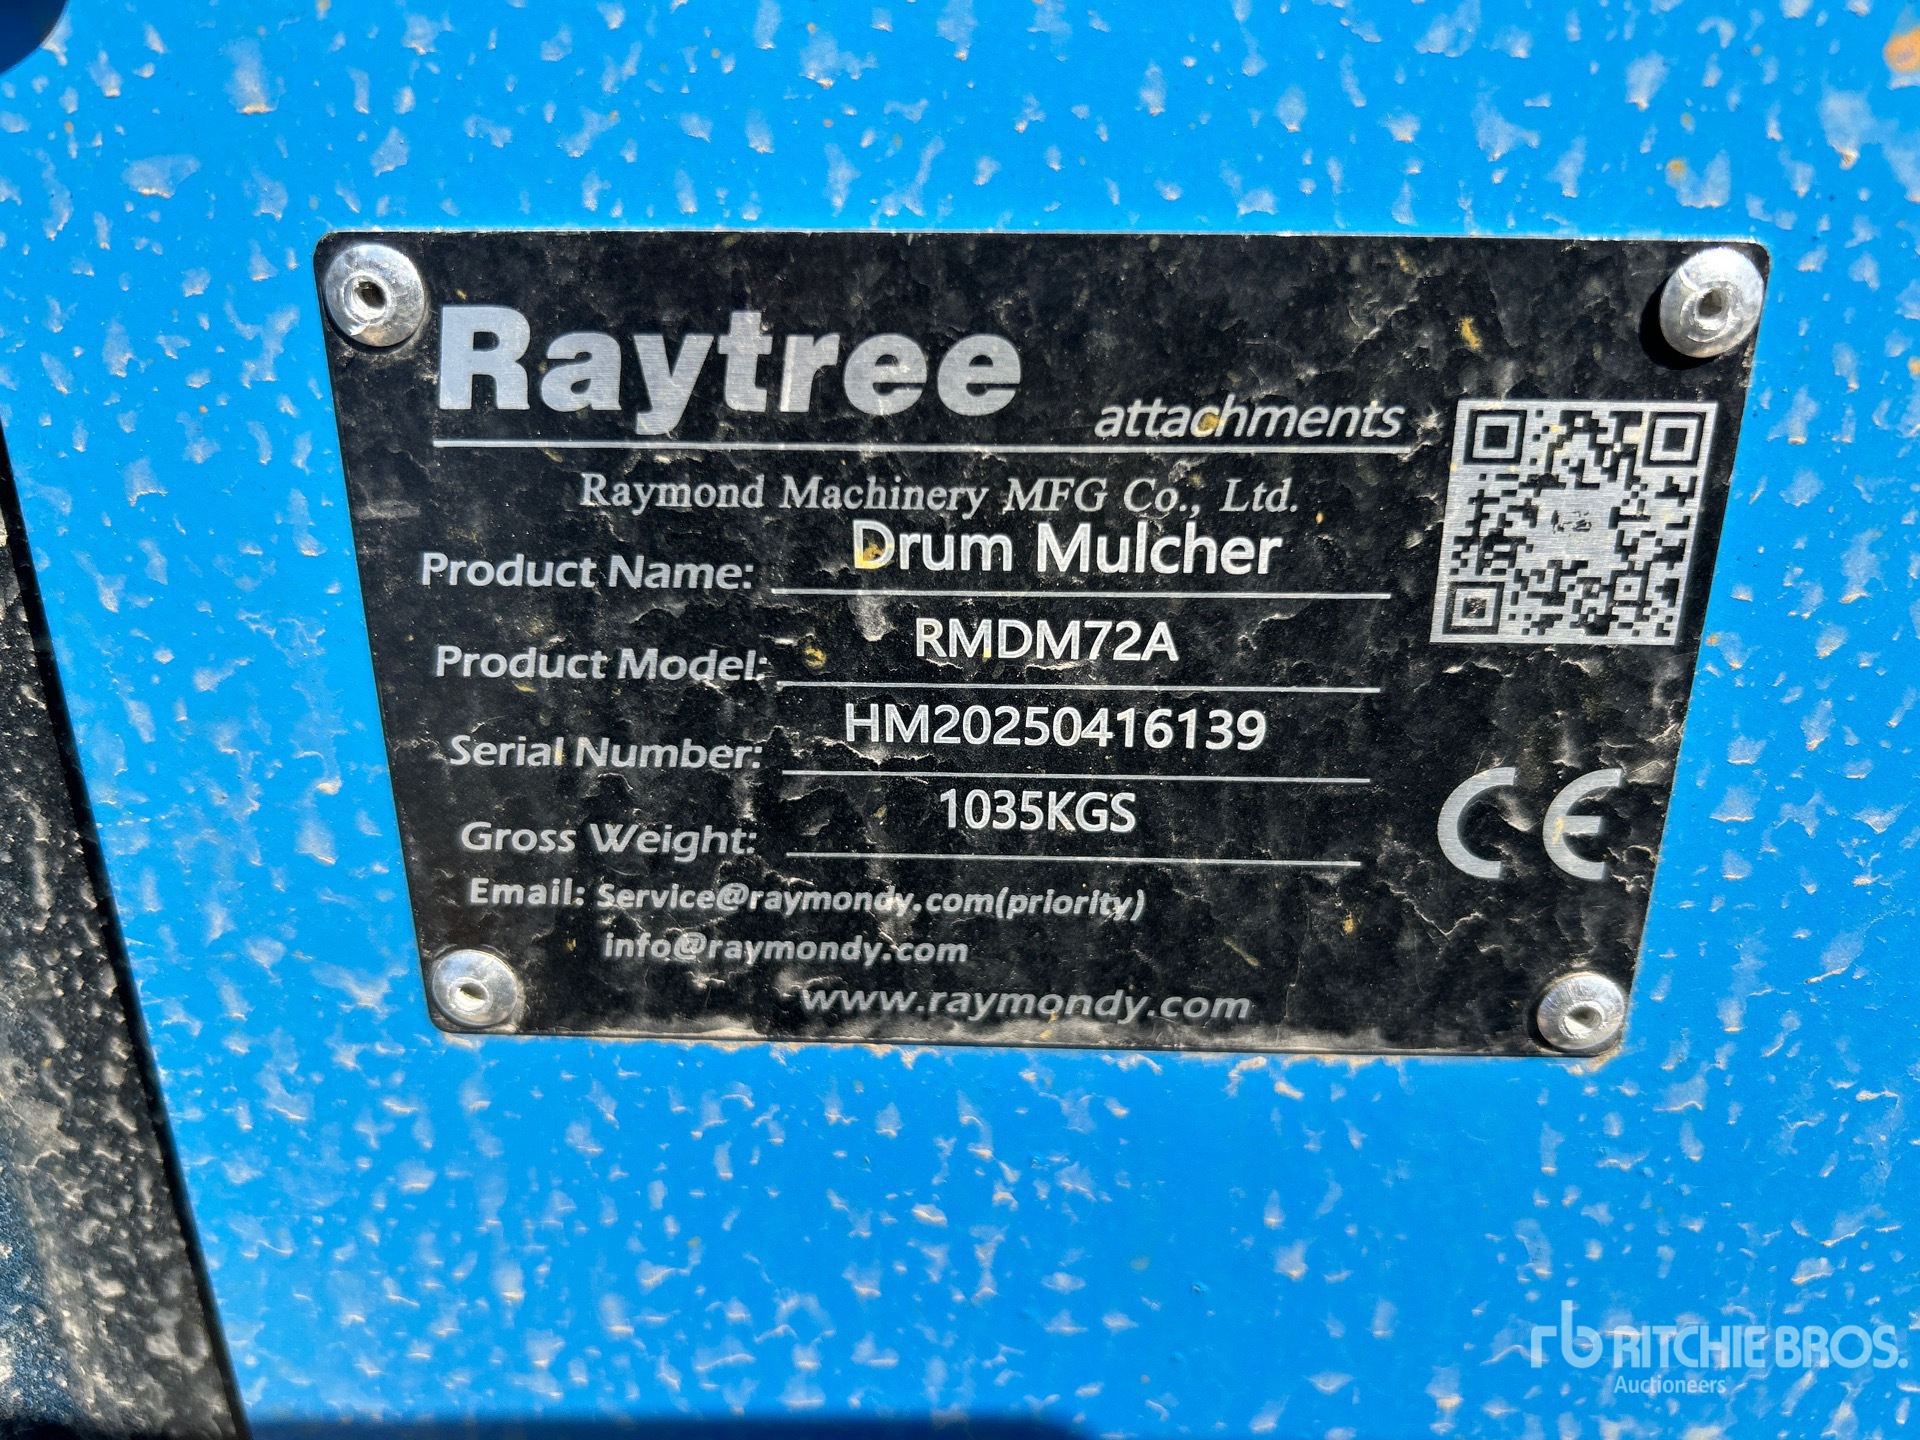 Raytree
attachments
Raymond Machinery MFG Co., Ltd.
Product Name: Drum Mulcher
Product Model: RMDM72A
Serial Number: HM20250416139
Gross Weight: 1035KGS
Email: Service@raymondy.com(priority)
info@raymondy.com
www.raymondy.com
CE
rb RITCHIE BROS.
Auctioneers